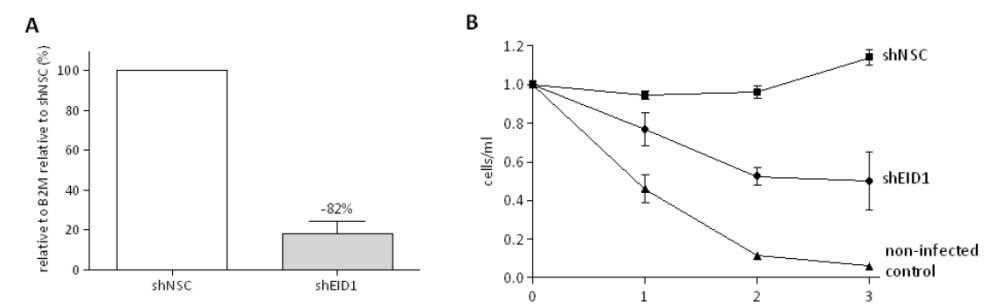 A
relative to B2M relative to shNSC (%)
100
80
60
40
20
0
-82%
shNSC
shEID1
B
cells/ml
1.2
1.0
0.8
0.6
0.4
0.2
0.0
0
1
2
3
shNSC
shEID1
non-infected
control